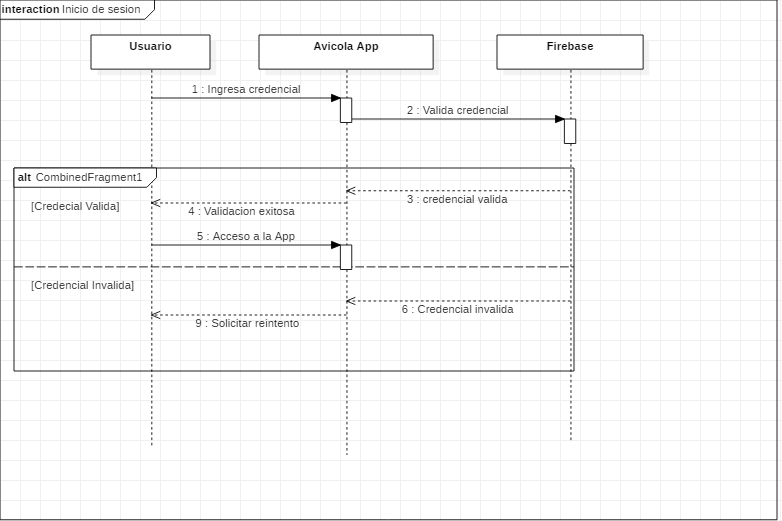 interaction Inicio de sesion
Usuario
Avicola App
Firebase
1 : Ingresa credencial
2 : Valida credencial
alt CombinedFragment1
3 : credencial valida
[Credecial Valida]
4 : Validacion exitosa
5 : Acceso a la App
[Credencial Invalida]
6 : Credencial invalida
9 : Solicitar reintento